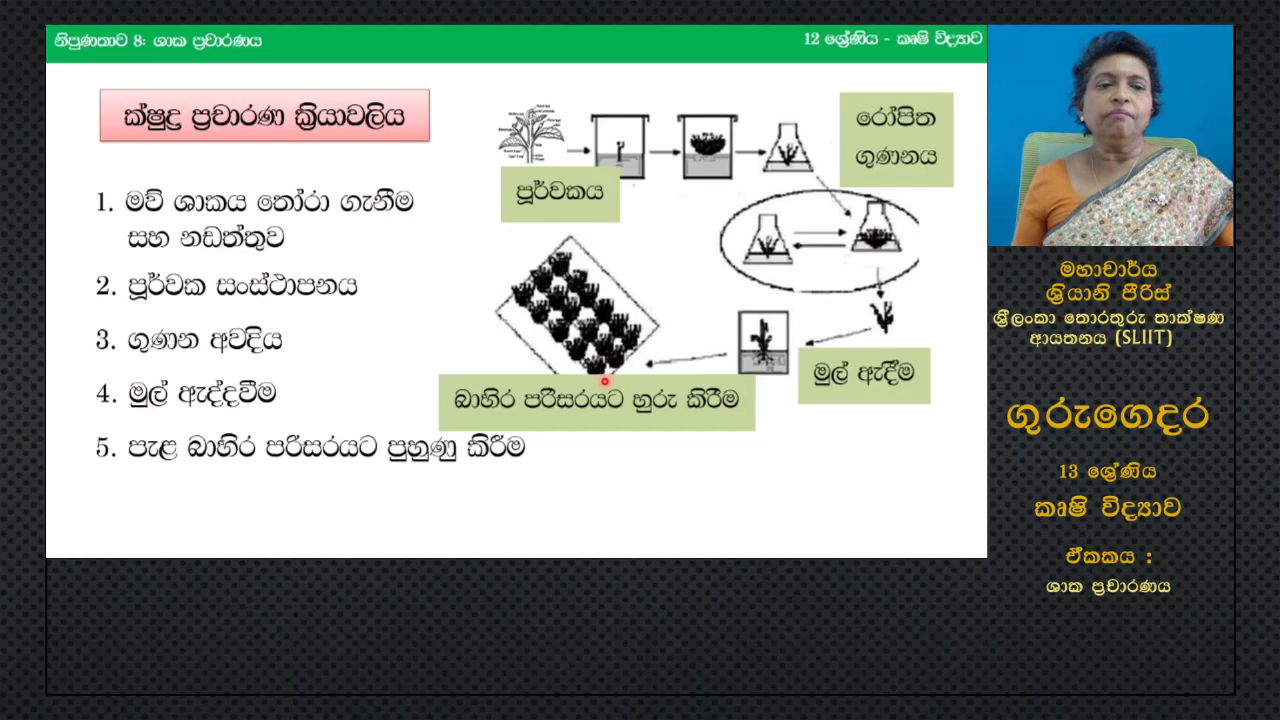 නිපුණතාව 8: ශාක ප්‍රචාරණය
12 ශ්‍රේණිය - කෘෂි විද්‍යාව
ක්ෂුද්‍ර ප්‍රචාරණ ක්‍රියාවලිය
1. මව් ශාකය තෝරා ගැනීම
සහ නඩත්තුව
2. පූර්වක සංස්ථාපනය
3. ගුණන අවදිය
4. මුල් ඇද්දවීම
5. පැළ බාහිර පරිසරයට පුහුණු කිරීම
පූර්වකය
රෝපිත
ගුණනය
මුල් ඇදීම
බාහිර පරිසරයට හුරු කිරීම
මහාචාර්ය
ශ්‍රියානි පීරිස්
ශ්‍රී ලංකා තොරතුරු තාක්ෂණ
ආයතනය (SLIIT)
ගුරුගෙදර
13 ශ්‍රේණිය
කෘෂි විද්‍යාව
ඒකකය :
ශාක ප්‍රචාරණය